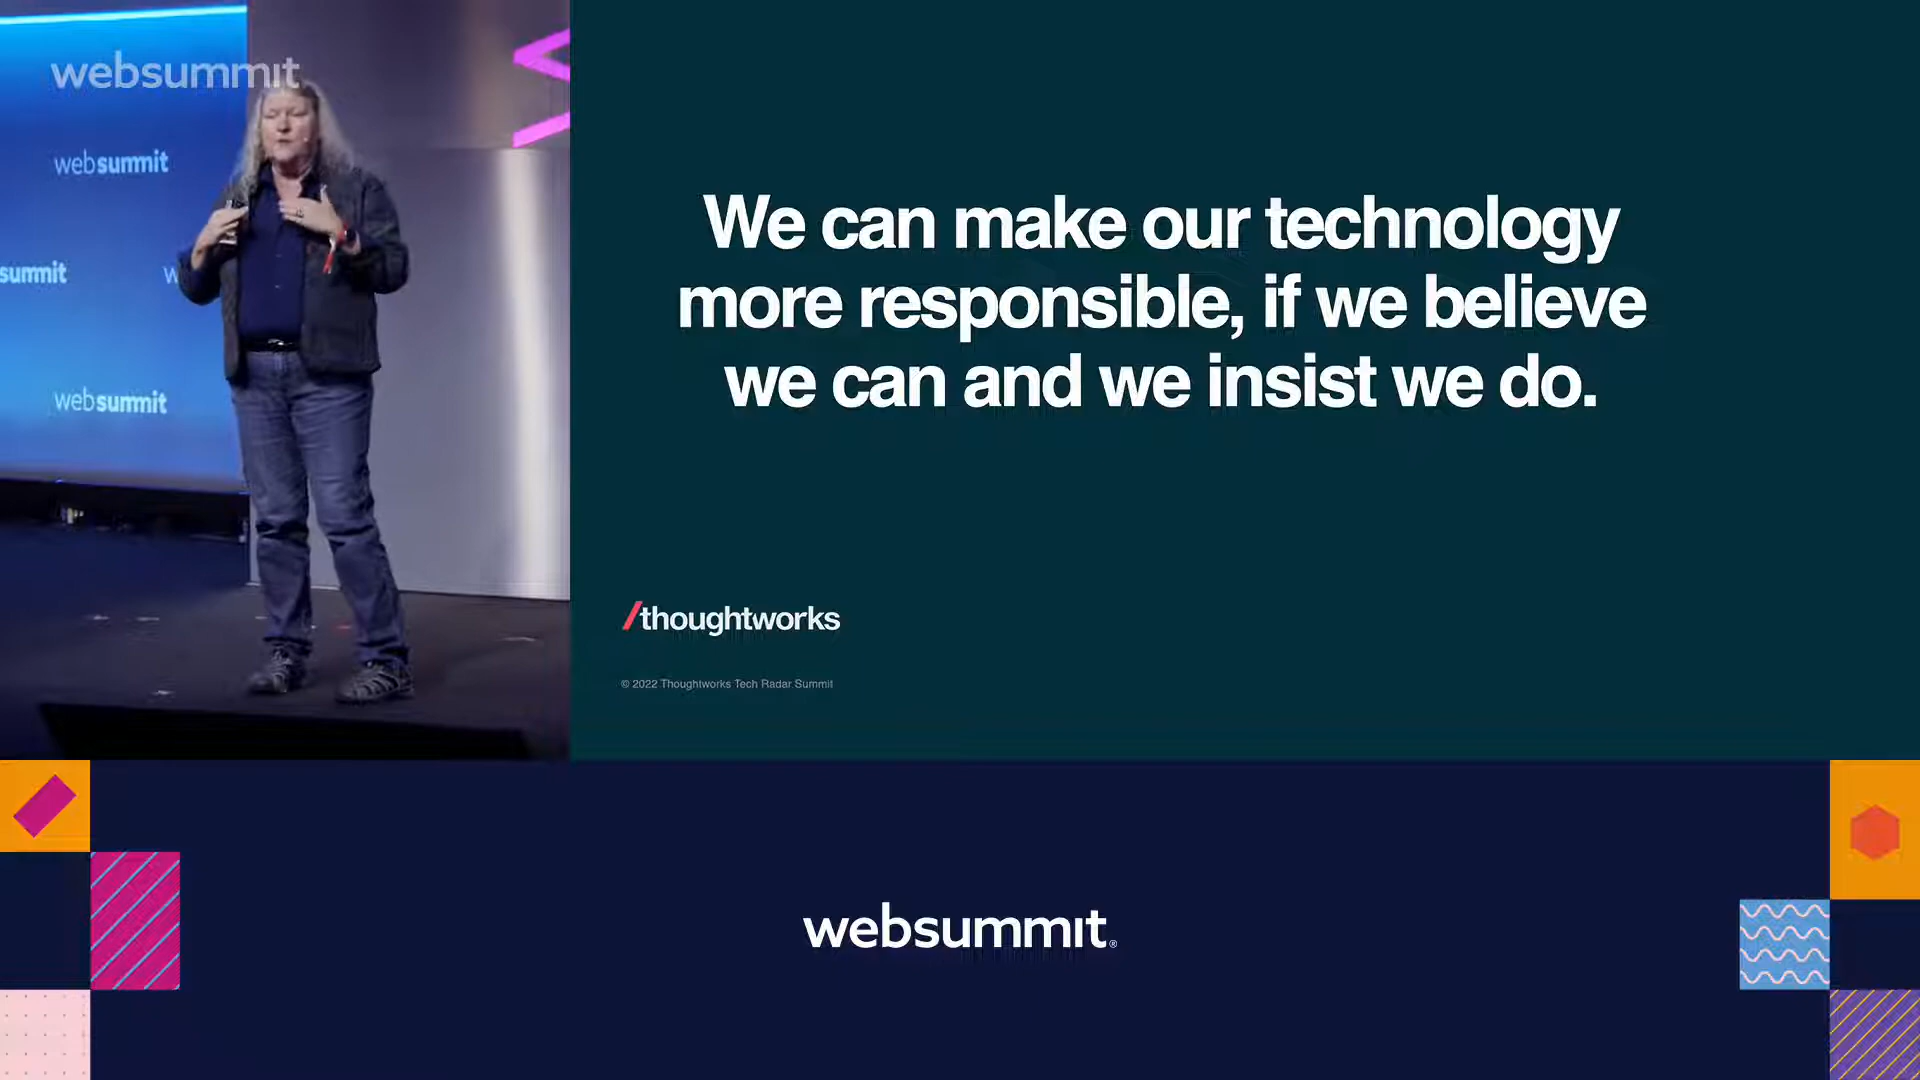 websummit
websummit
summit
w
websummit
We can make our technology
more responsible, if we believe
we can and we insist we do.
/thoughtworks
© 2022 Thoughtworks Tech Radar Summit
websummit®